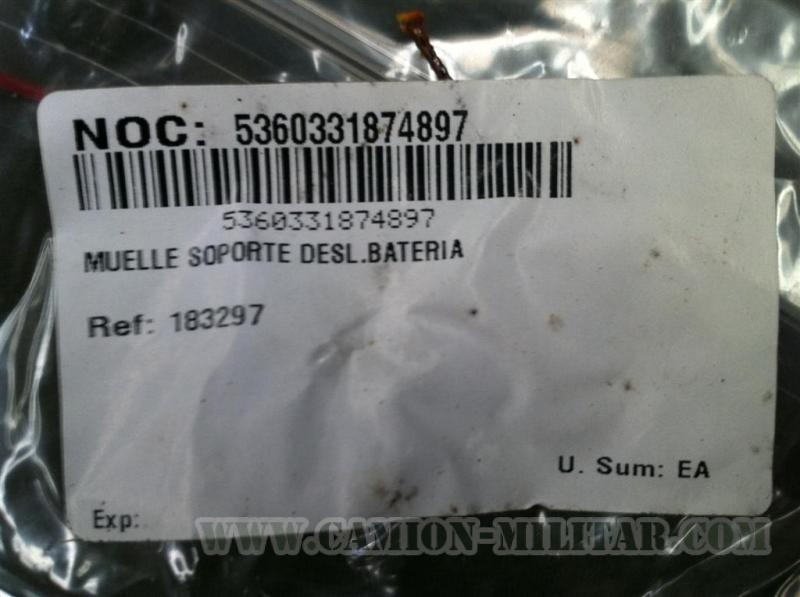 NOC: 5360331874897
5360331874897
MUELLE SOPORTE DESL.BATERIA
Ref: 183297
U. Sum: EA
Exp:
WWW.CAMION-MILITAR.COM